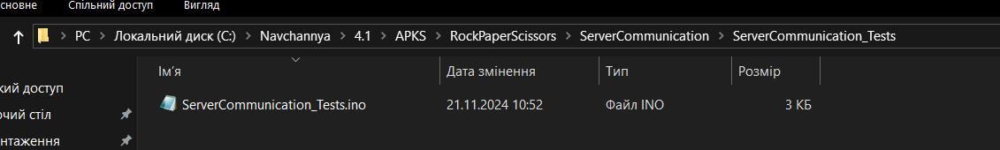 сновне Спільний доступ Вигляд
PC Локальний диск (C:) Navchannya 4.1 APKS RockPaperScissors ServerCommunication ServerCommunication_Tests
Ім'я Дата змінення Тип Розмір
кий доступ
ServerCommunication_Tests.ino 21.11.2024 10:52 Файл INO 3 КБ
чий стіл
нтаження